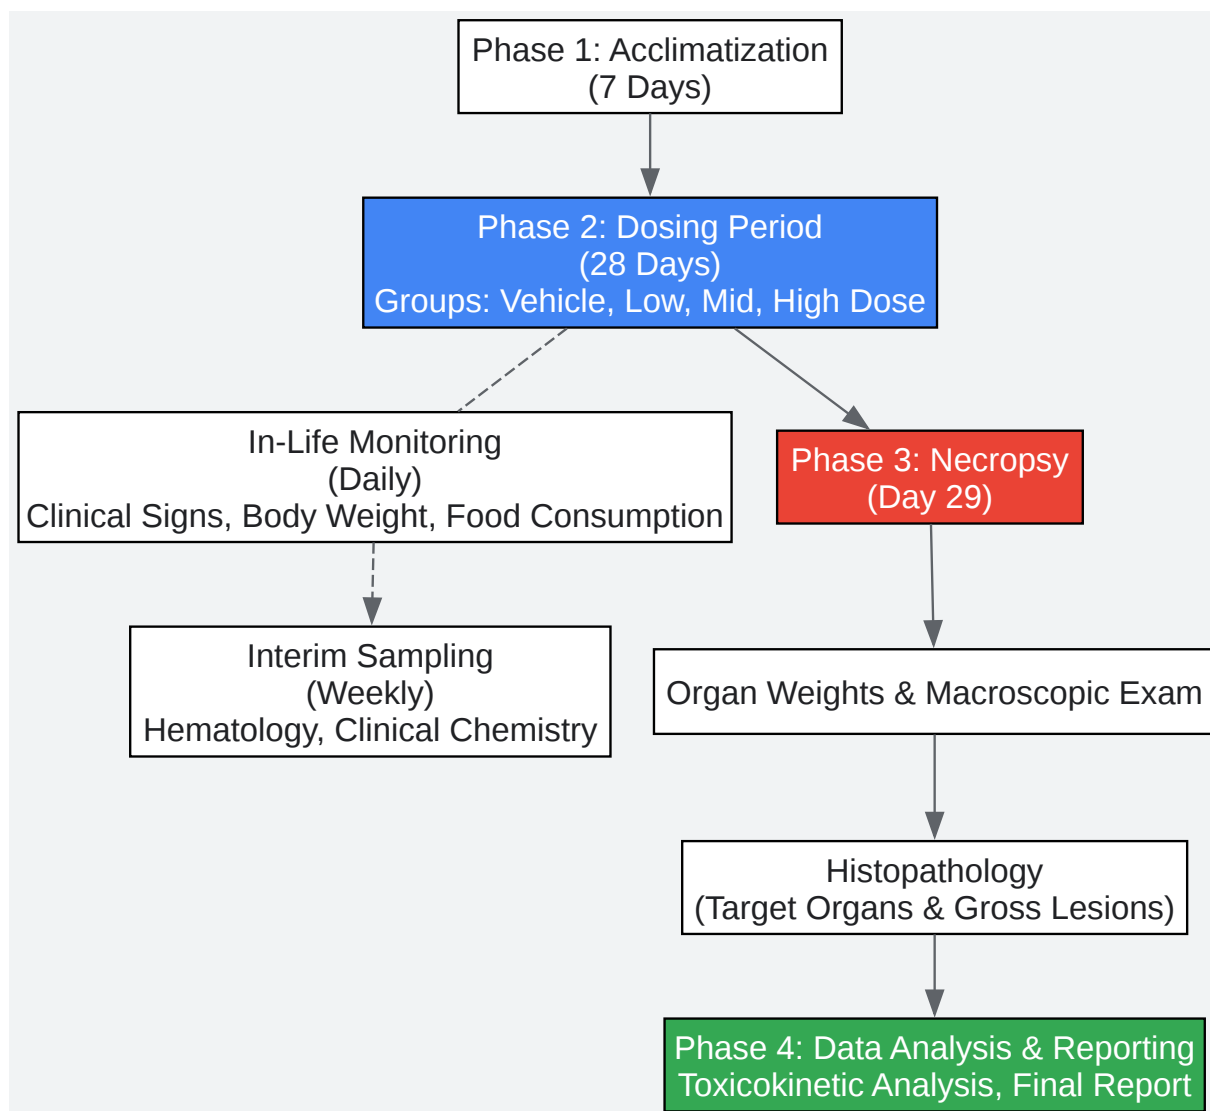 Phase 1: Acclimatization
(7 Days)
Phase 2: Dosing Period
(28 Days)
Groups: Vehicle, Low, Mid, High Dose
In-Life Monitoring
(Daily)
Clinical Signs, Body Weight, Food Consumption
Phase 3: Necropsy
(Day 29)
Interim Sampling
(Weekly)
Hematology, Clinical Chemistry
Organ Weights & Macroscopic Exam
Histopathology
(Target Organs & Gross Lesions)
Phase 4: Data Analysis & Reporting
Toxicokinetic Analysis, Final Report